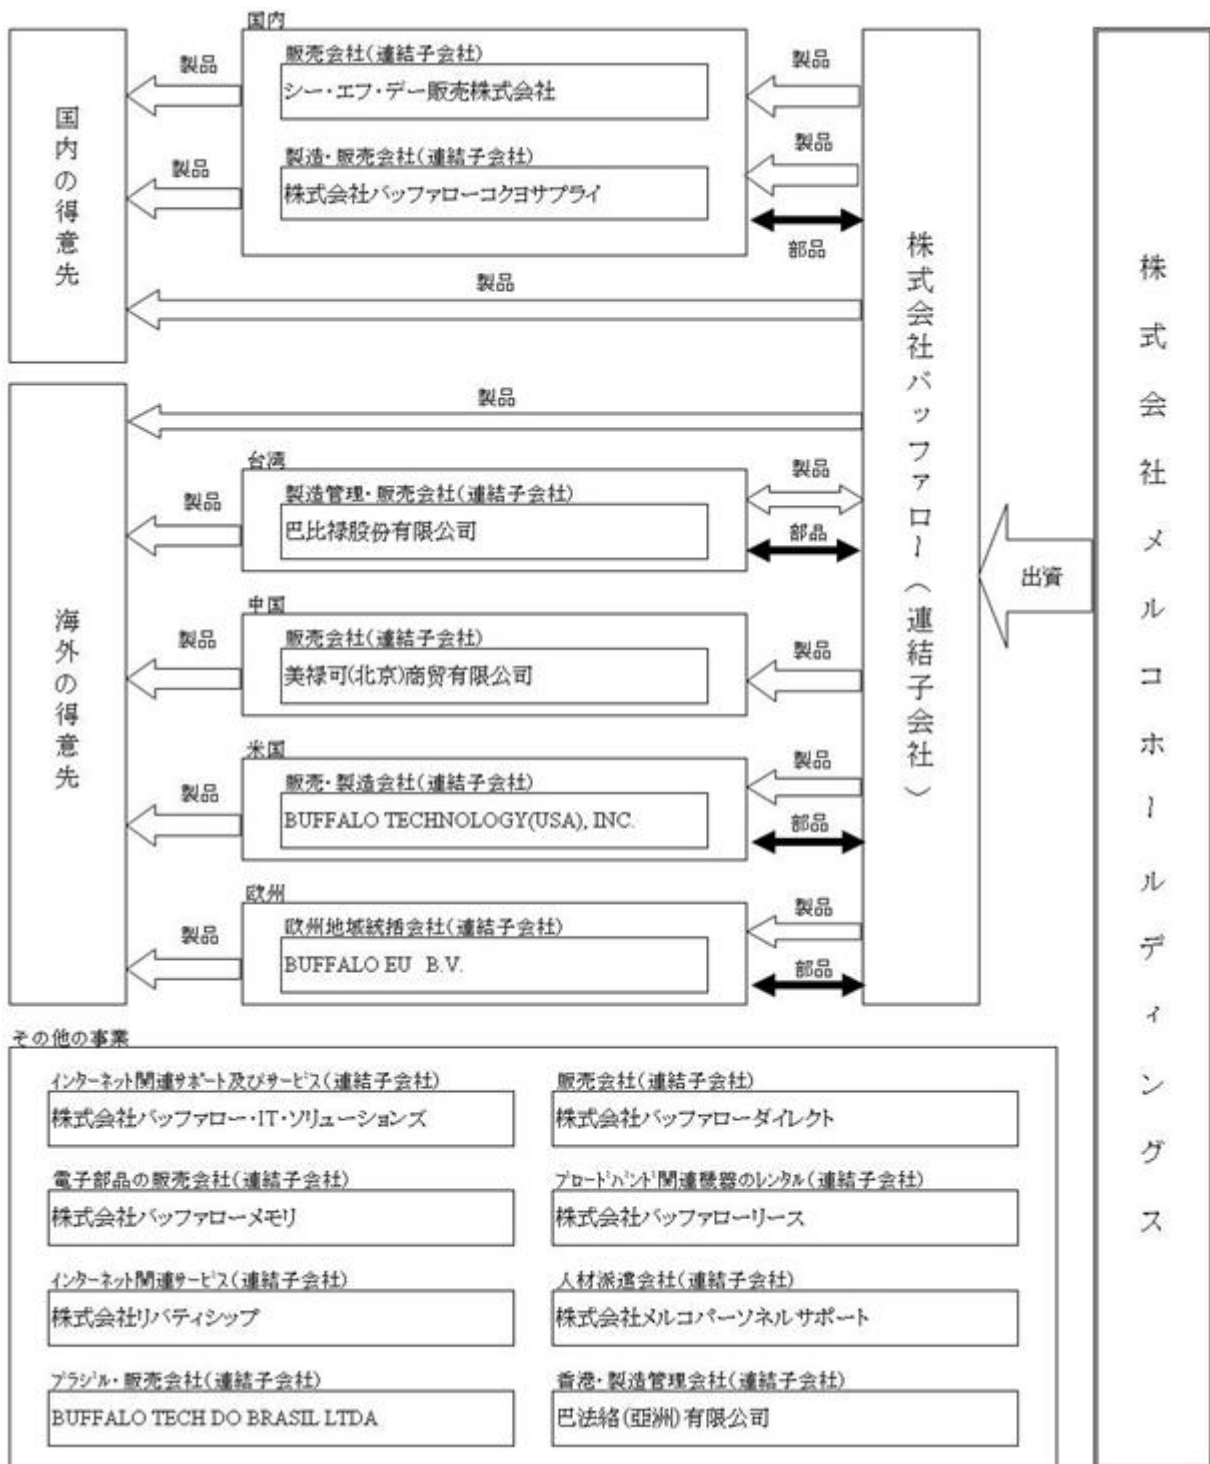 国内
国内の得意先
製品
販売会社(連結子会社)
シー・エフ・デー販売株式会社
製品
製品
製造・販売会社(連結子会社)
株式会社バッファローコクヨサプライ
製品
部品
製品
株式会社バッファロー(連結子会社)
出資
株式会社メルコホールディングス
海外の得意先
製品
台湾
製品
製造管理・販売会社(連結子会社)
巴比禄股份有限公司
製品
部品
中国
製品
販売会社(連結子会社)
美禄可(北京)商贸有限公司
製品
米国
製品
販売・製造会社(連結子会社)
BUFFALO TECHNOLOGY(USA), INC.
製品
部品
欧州
製品
欧州地域統括会社(連結子会社)
BUFFALO EU B.V.
製品
部品
その他の事業
インターネット関連サポート及びサービス(連結子会社)
株式会社バッファロー・IT・ソリューションズ
販売会社(連結子会社)
株式会社バッファローダイレクト
電子部品の販売会社(連結子会社)
株式会社バッファローメモリ
ブロードバンド関連機器のレンタル(連結子会社)
株式会社バッファローリース
インターネット関連サービス(連結子会社)
株式会社リバティシップ
人材派遣会社(連結子会社)
株式会社メルコパーソネルサポート
ブラジル・販売会社(連結子会社)
BUFFALO TECH DO BRASIL LTDA
香港・製造管理会社(連結子会社)
巴法絡(亞洲)有限公司